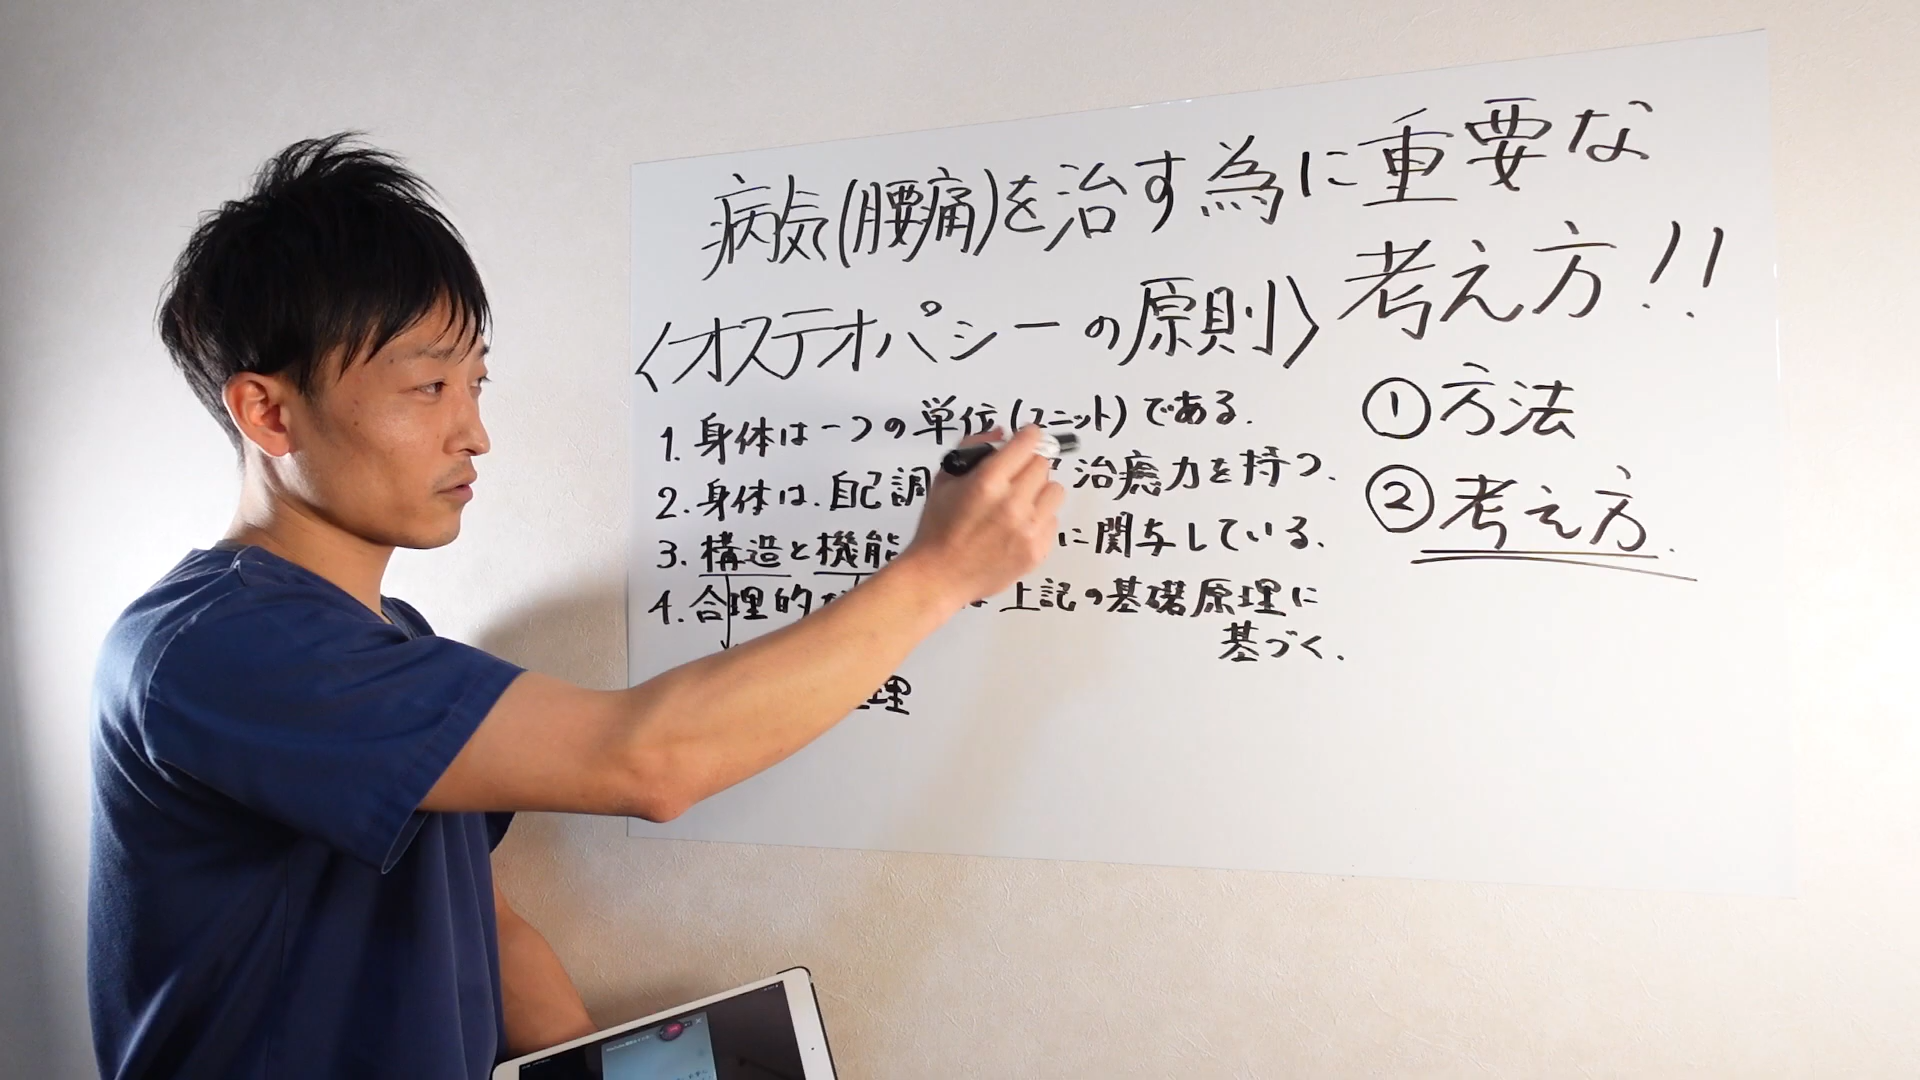 病気(腰痛)を治す為に重要な
考え方!!
〈オステオパシーの原則〉
1. 身体は一つの単位(ユニット)である.
2. 身体は.自己調 治癒力を持つ.
3. 構造と機能 に関与している.
4. 合理的な は上記の基礎原理に
基づく.
理
①方法
②考え方.